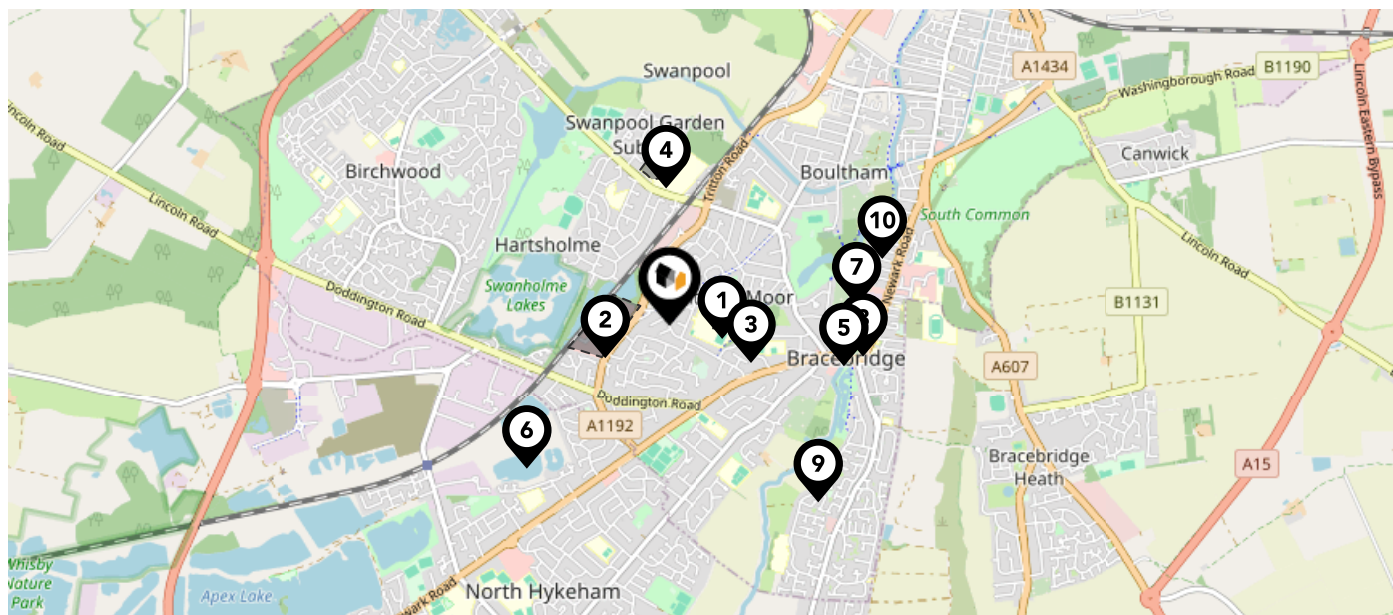 Swanpool
A1434
B1190
Washingborough Road
Lincoln Eastern Bypass
Lincoln Road
Swanpool Garden
4
Tritton Road
Birchwood
Boultham
Canwick
Lincoln Road
10
South Common
Hartsholme
Lincoln Road
7
Newark Road
Swanholme
Lakes
Doddington Road
1
Moor
B1131
2
3
5
Bracebridge
A607
Doddington Road
A1192
6
9
Bracebridge
Heath
A15
Whisby
Nature
Park
Apex Lake
North Hykeham